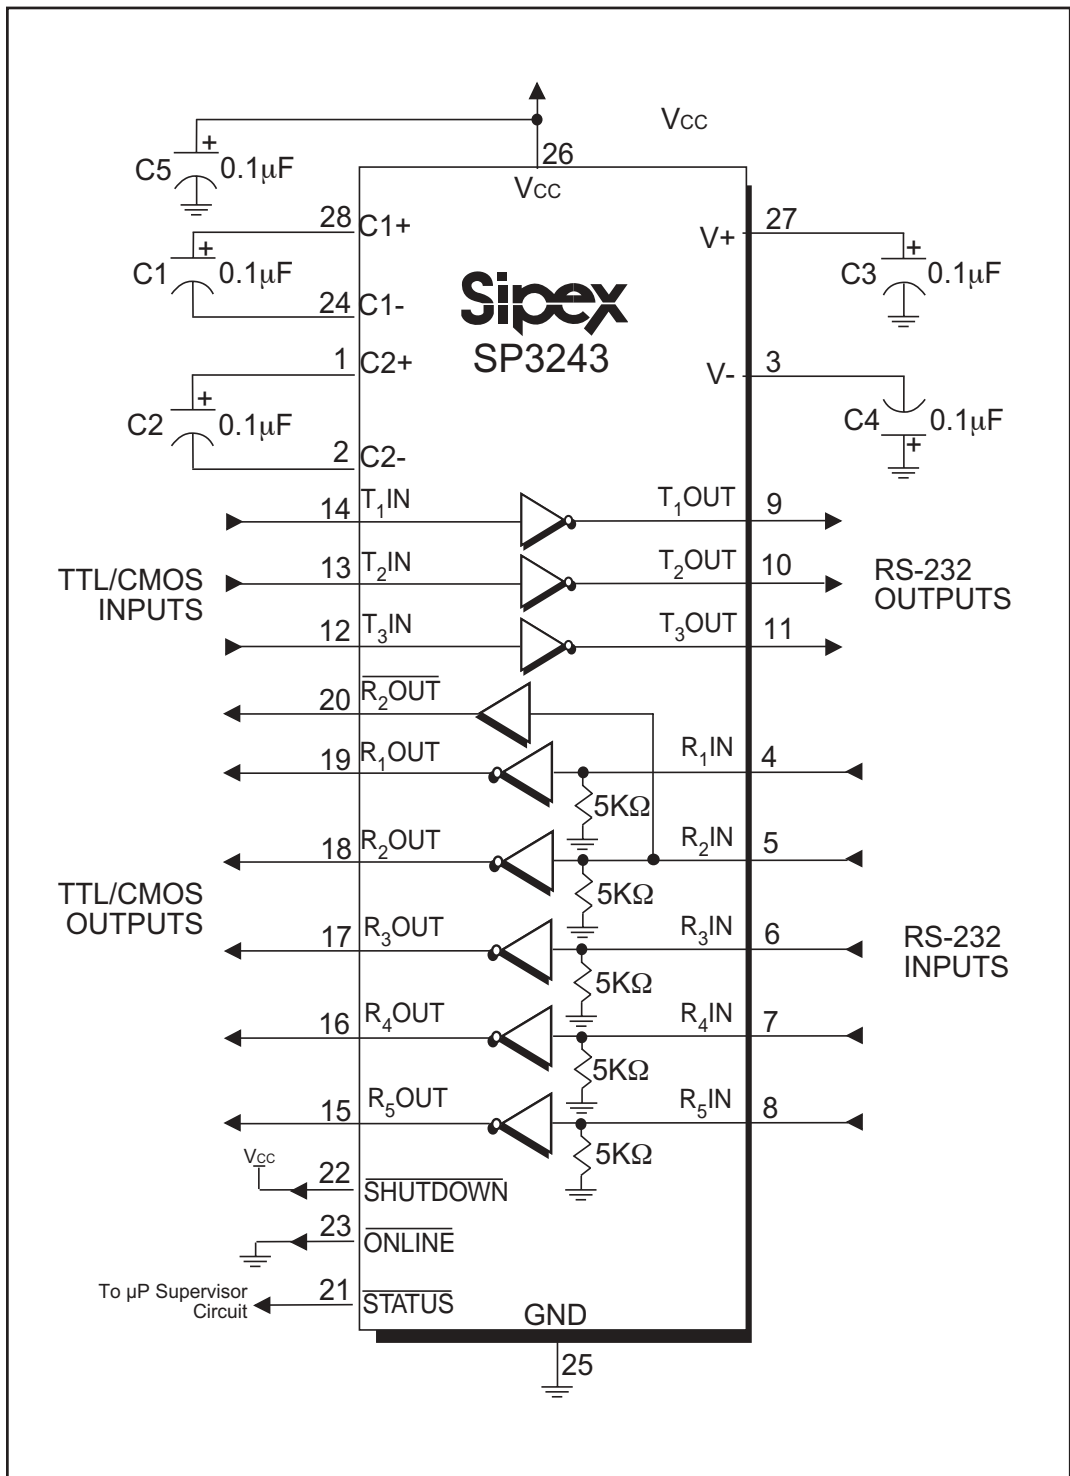 VCC
26
VCC
C5
+
0.1µF
28
C1+
C1
+
0.1µF
24
C1-
1
C2+
C2
+
0.1µF
2
C2-
Sipex
SP3243
V+
27
C3
+
0.1µF
V-
3
C4
0.1µF
+
TTL/CMOS
INPUTS
14
T1IN
T1OUT
9
13
T2IN
T2OUT
10
12
T3IN
T3OUT
11
RS-232
OUTPUTS
20
R2OUT
19
R1OUT
R1IN
4
5KΩ
18
R2OUT
R2IN
5
5KΩ
TTL/CMOS
OUTPUTS
17
R3OUT
R3IN
6
5KΩ
RS-232
INPUTS
16
R4OUT
R4IN
7
5KΩ
15
R5OUT
R5IN
8
5KΩ
VCC
22
SHUTDOWN
23
ONLINE
To µP Supervisor
Circuit
21
STATUS
GND
25